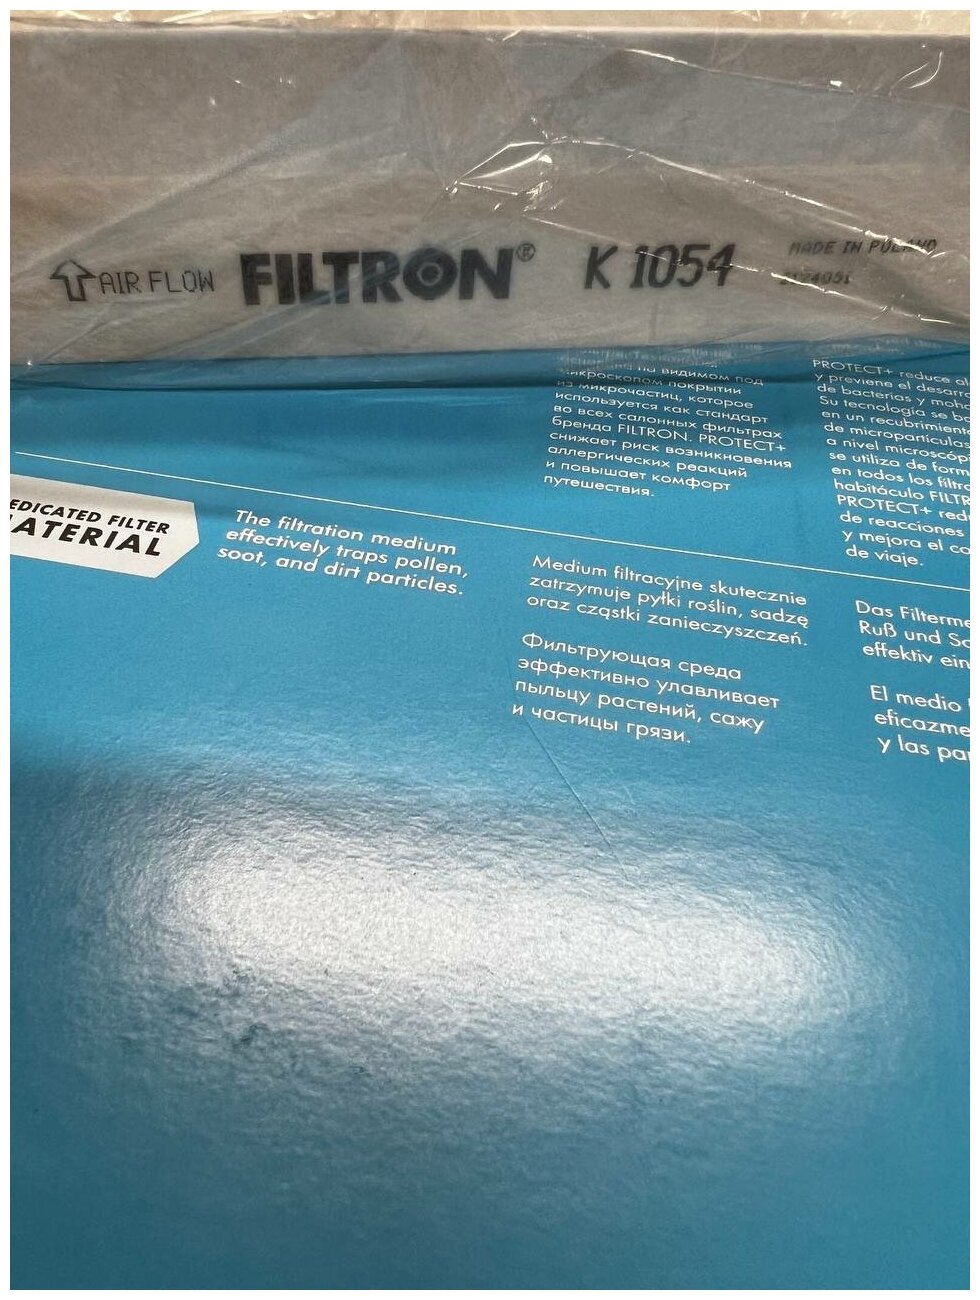 AIR FLOW FILTRON® K 1054
MADE IN POLAND
видимом под
микроскопом покрытии
из микрочастиц, которое
используется как стандарт
во всех салонных фильтрах
бренда FILTRON. PROTECT+
снижает риск возникновения
аллергических реакций
и повышает комфорт
путешествия.
PROTECT+ reduce al
y previene el desarro
de bacterias y moho
Su tecnología se ba
en un recubrimiento
de micropartículas
a nivel microscópi
se utiliza de form
en todos los filtro
habitáculo FILTR
PROTECT+ red
de reacciones
y mejora el co
de viaje.
EDICATED FILTER
MATERIAL
The filtration medium
effectively traps pollen,
soot, and dirt particles.
Medium filtracyjne skutecznie
zatrzymuje pyłki roślin, sadzę
oraz cząstki zanieczyszczeń.
Фильтрующая среда
эффективно улавливает
пыльцу растений, сажу
и частицы грязи.
Das Filterme
Ruß und Sc
effektiv ein
El medio
eficazme
y las par